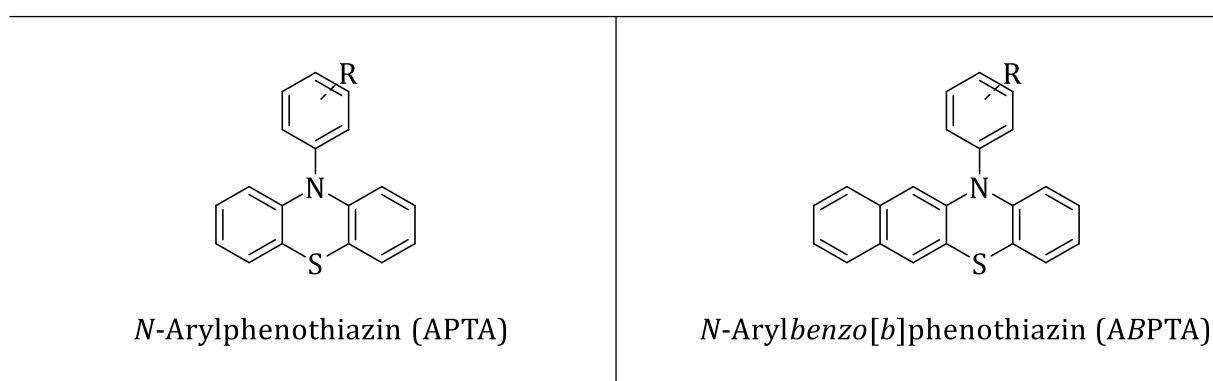 R
N
S
N-Arylphenothiazin (APTA)
R
N
S
N-Arylbenzo[b]phenothiazin (ABPTA)